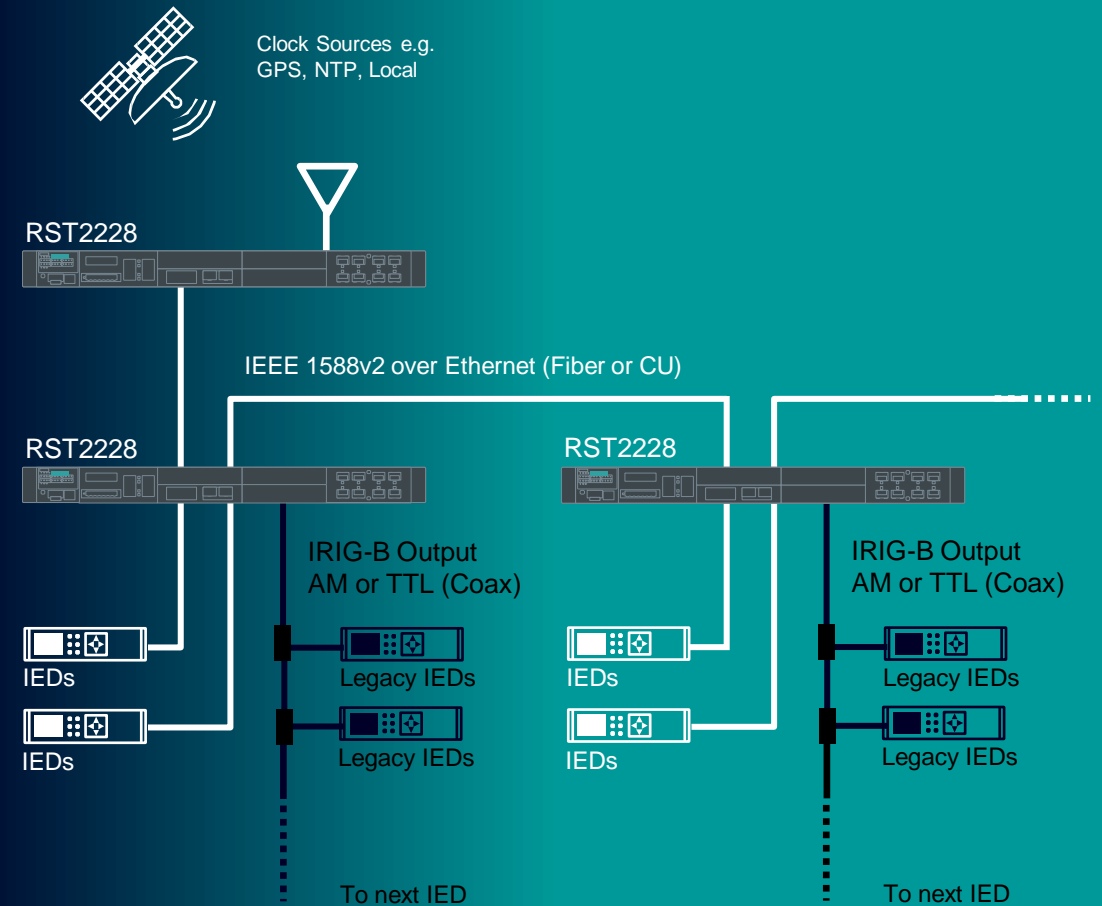 Clock Sources e.g.
GPS, NTP, Local
RST2228
IEEE 1588v2 over Ethernet (Fiber or CU)
RST2228
RST2228
IRIG-B Output
AM or TTL (Coax)
IRIG-B Output
AM or TTL (Coax)
IEDs
Legacy IEDs
IEDs
Legacy IEDs
IEDs
Legacy IEDs
IEDs
Legacy IEDs
To next IED
To next IED